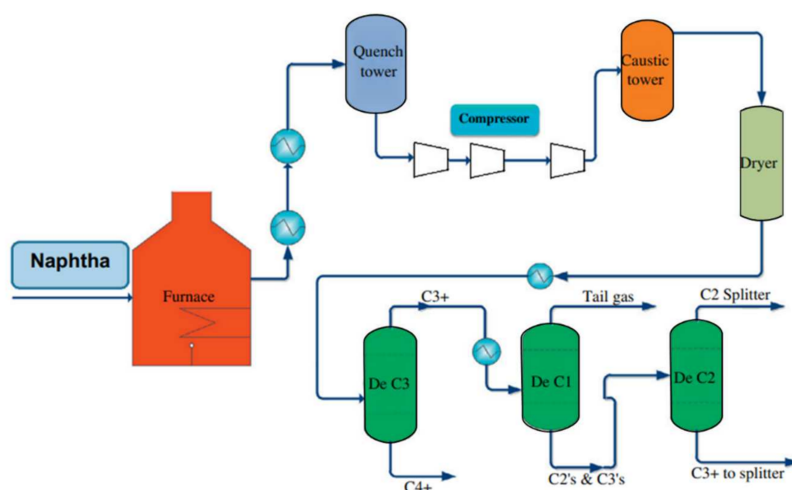 Quench
tower
Caustic
tower
Compressor
Dryer
Naphtha
Furnace
C3+
Tail gas
C2 Splitter
De C3
De C1
De C2
C4+
C2's & C3's
C3+ to splitter